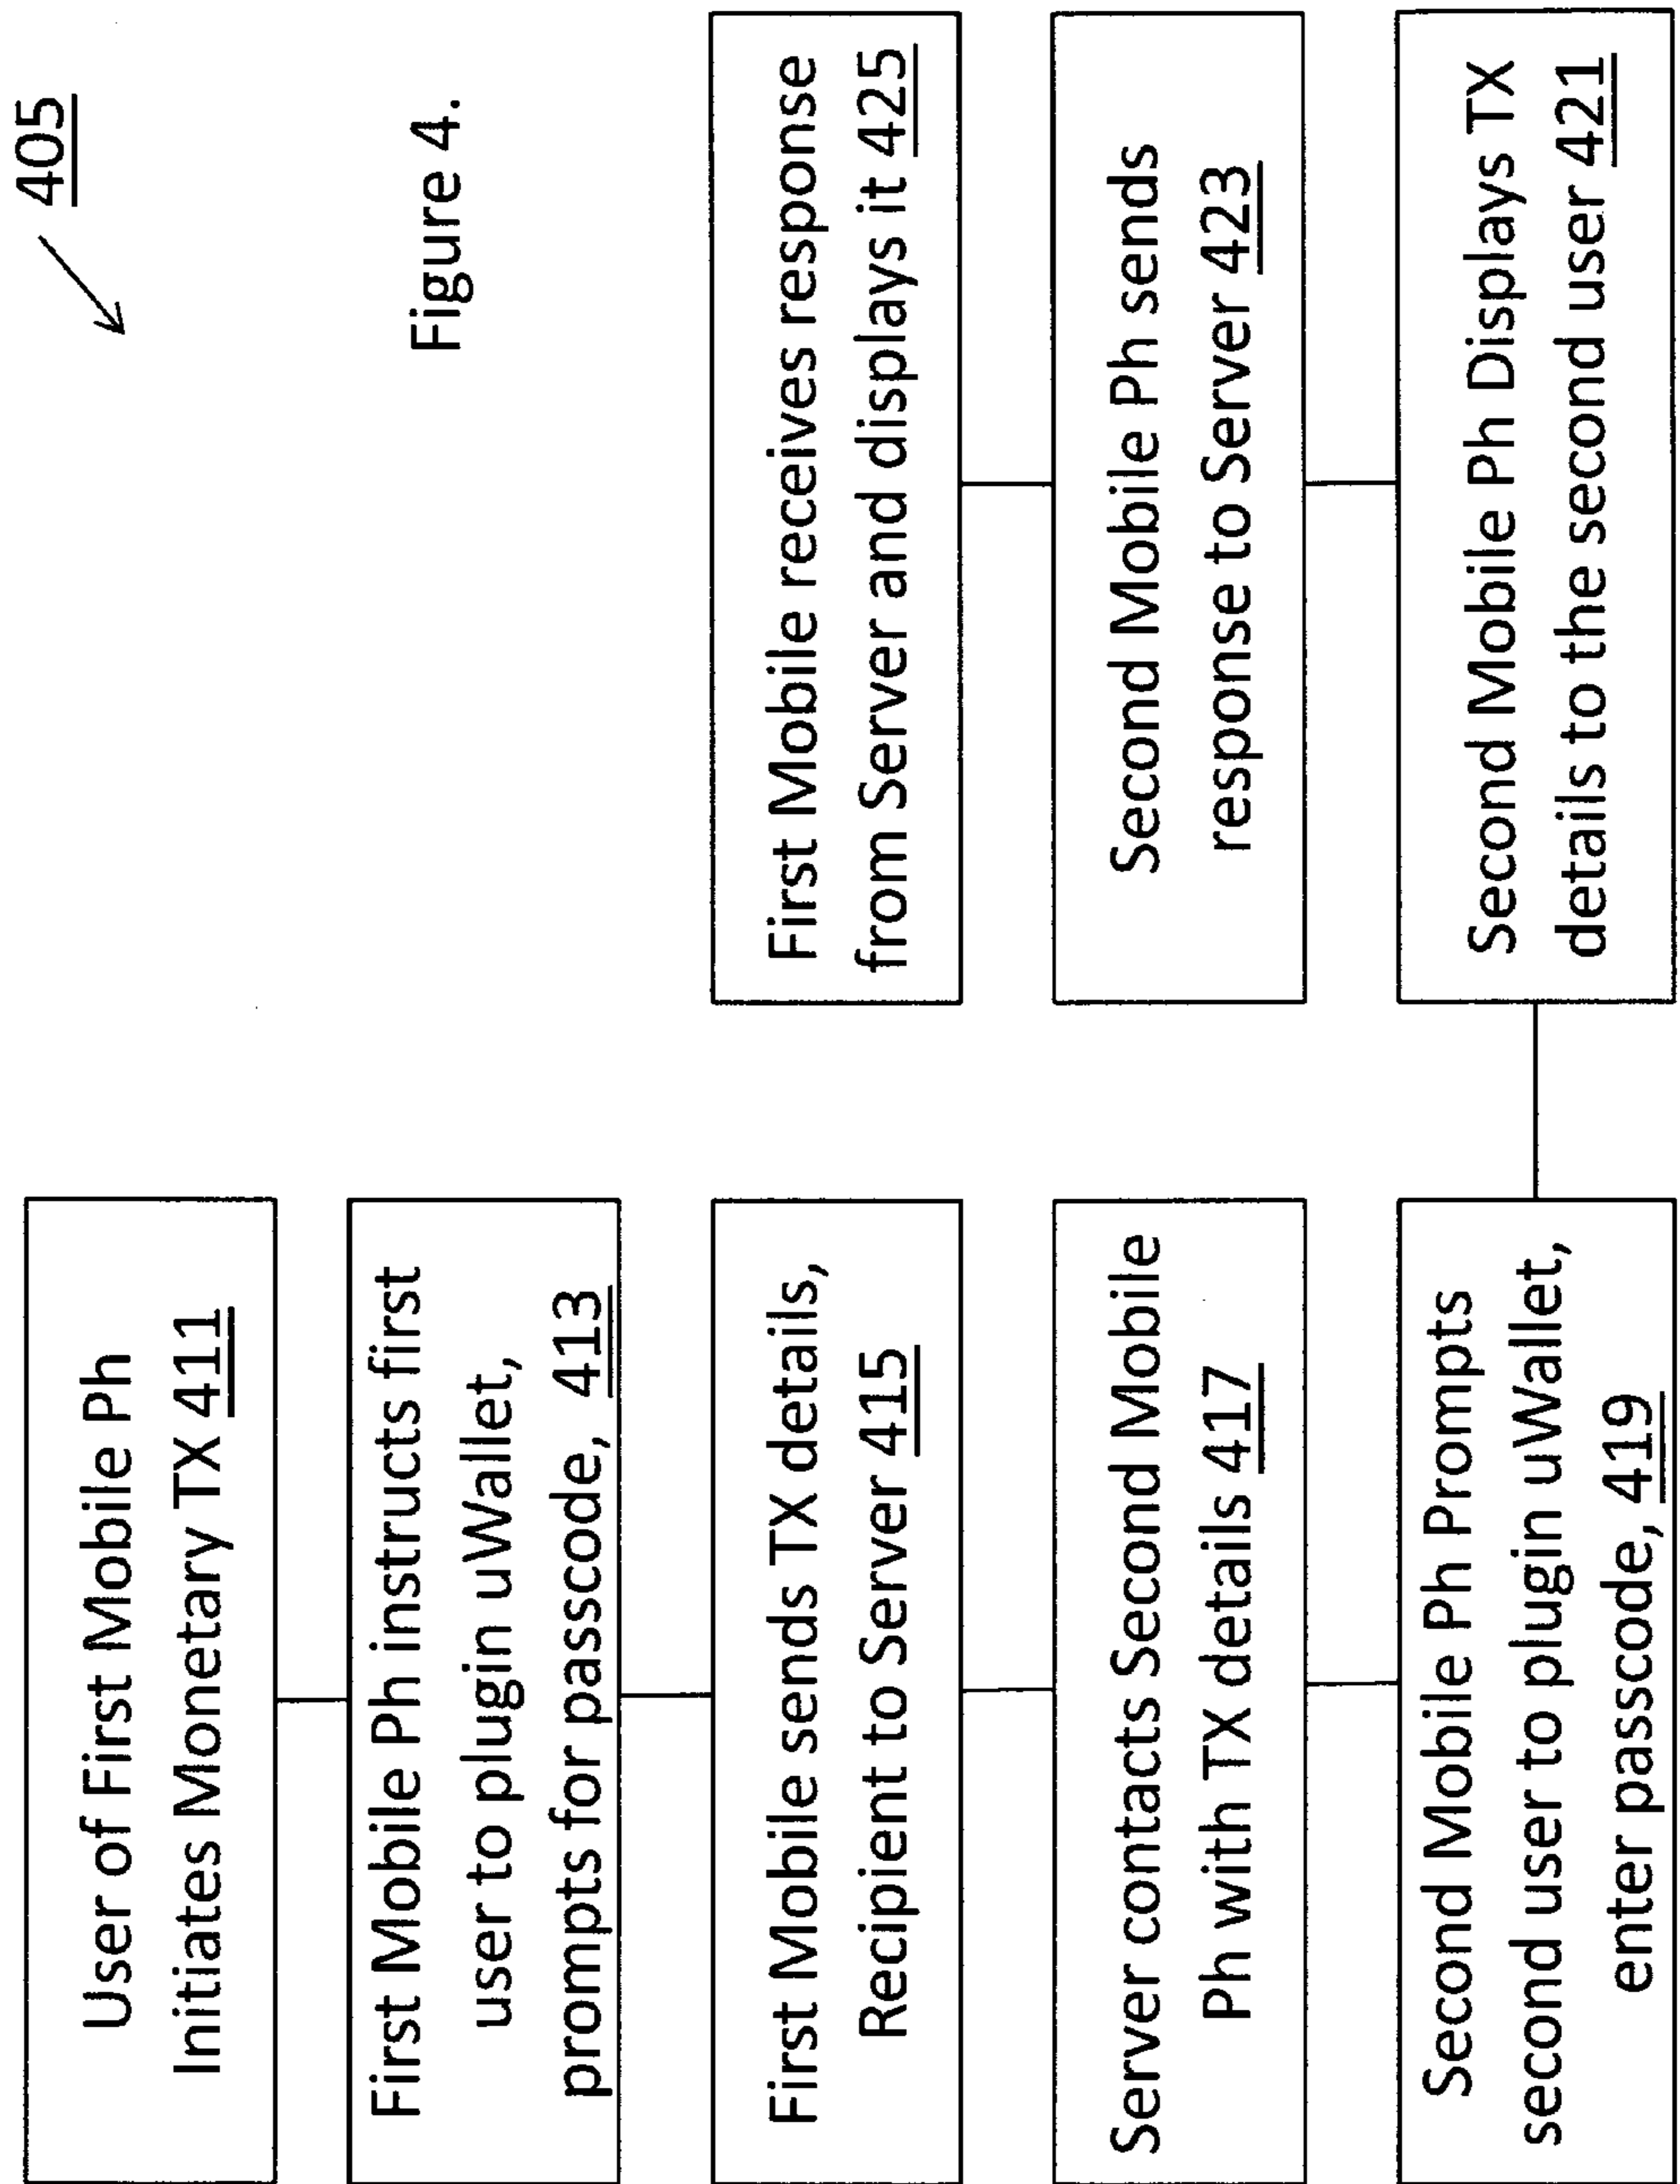 405
Figure 4.
User of First Mobile Ph
Initiates Monetary TX 411
First Mobile Ph instructs first
user to plugin uWallet,
prompts for passcode, 413
First Mobile sends TX details,
Recipient to Server 415
Server contacts Second Mobile
Ph with TX details 417
Second Mobile Ph Prompts
second user to plugin uWallet,
enter passcode, 419
Second Mobile Ph Displays TX
details to the second user 421
Second Mobile Ph sends
response to Server 423
First Mobile receives response
from Server and displays it 425